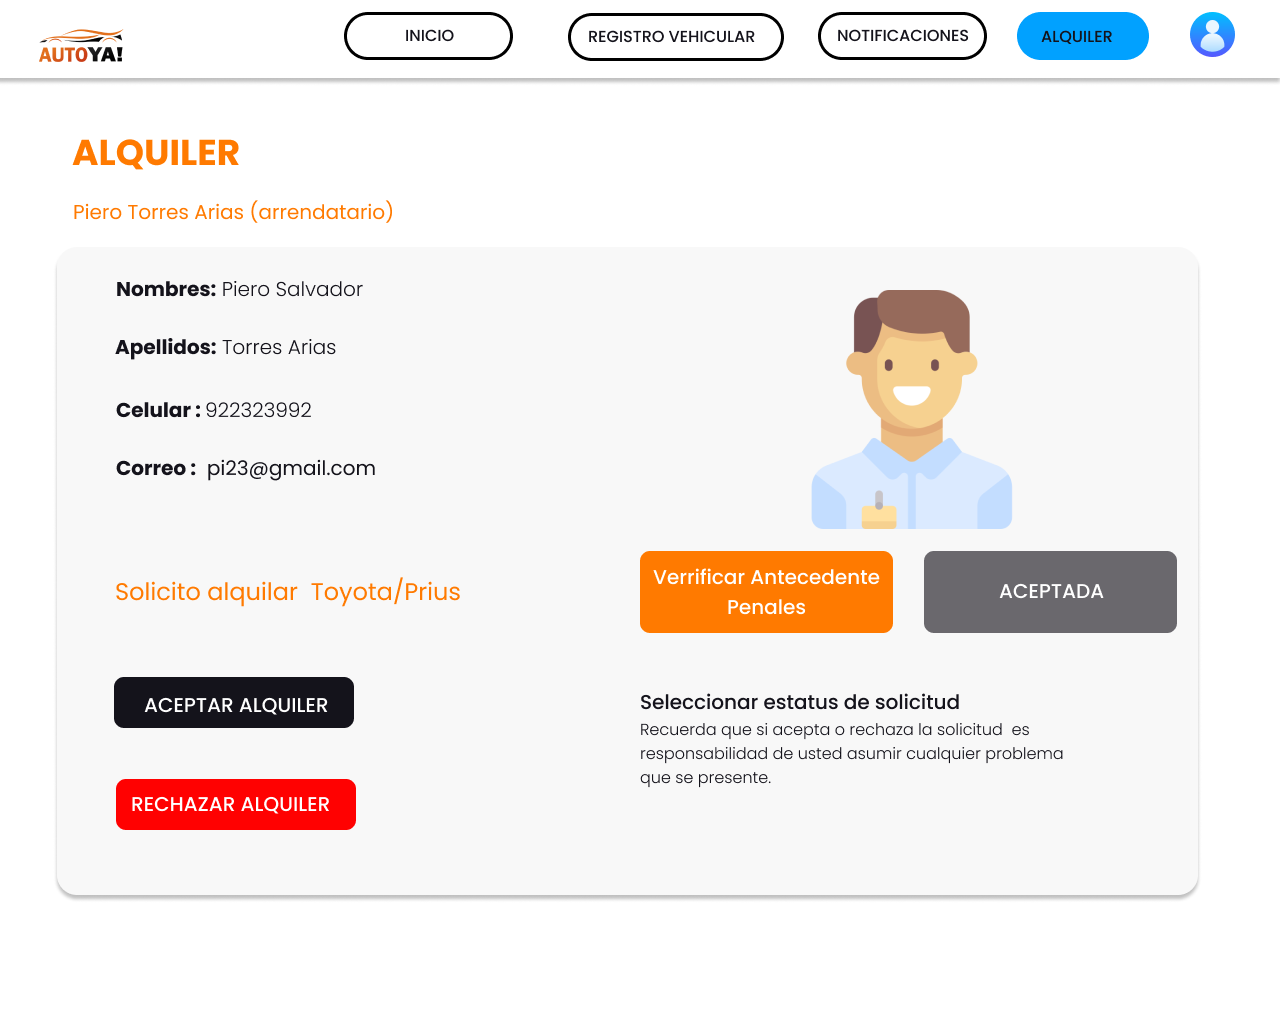 AUTOYA!
INICIO
REGISTRO VEHICULAR
NOTIFICACIONES
ALQUILER
ALQUILER
Piero Torres Arias (arrendatario)
Nombres: Piero Salvador
Apellidos: Torres Arias
Celular : 922323992
Correo :  pi23@gmail.com
Solicito alquilar  Toyota/Prius
Verrificar Antecedente
Penales
ACEPTADA
ACEPTAR ALQUILER
RECHAZAR ALQUILER
Seleccionar estatus de solicitud
Recuerda que si acepta o rechaza la solicitud  es
responsabilidad de usted asumir cualquier problema
que se presente.